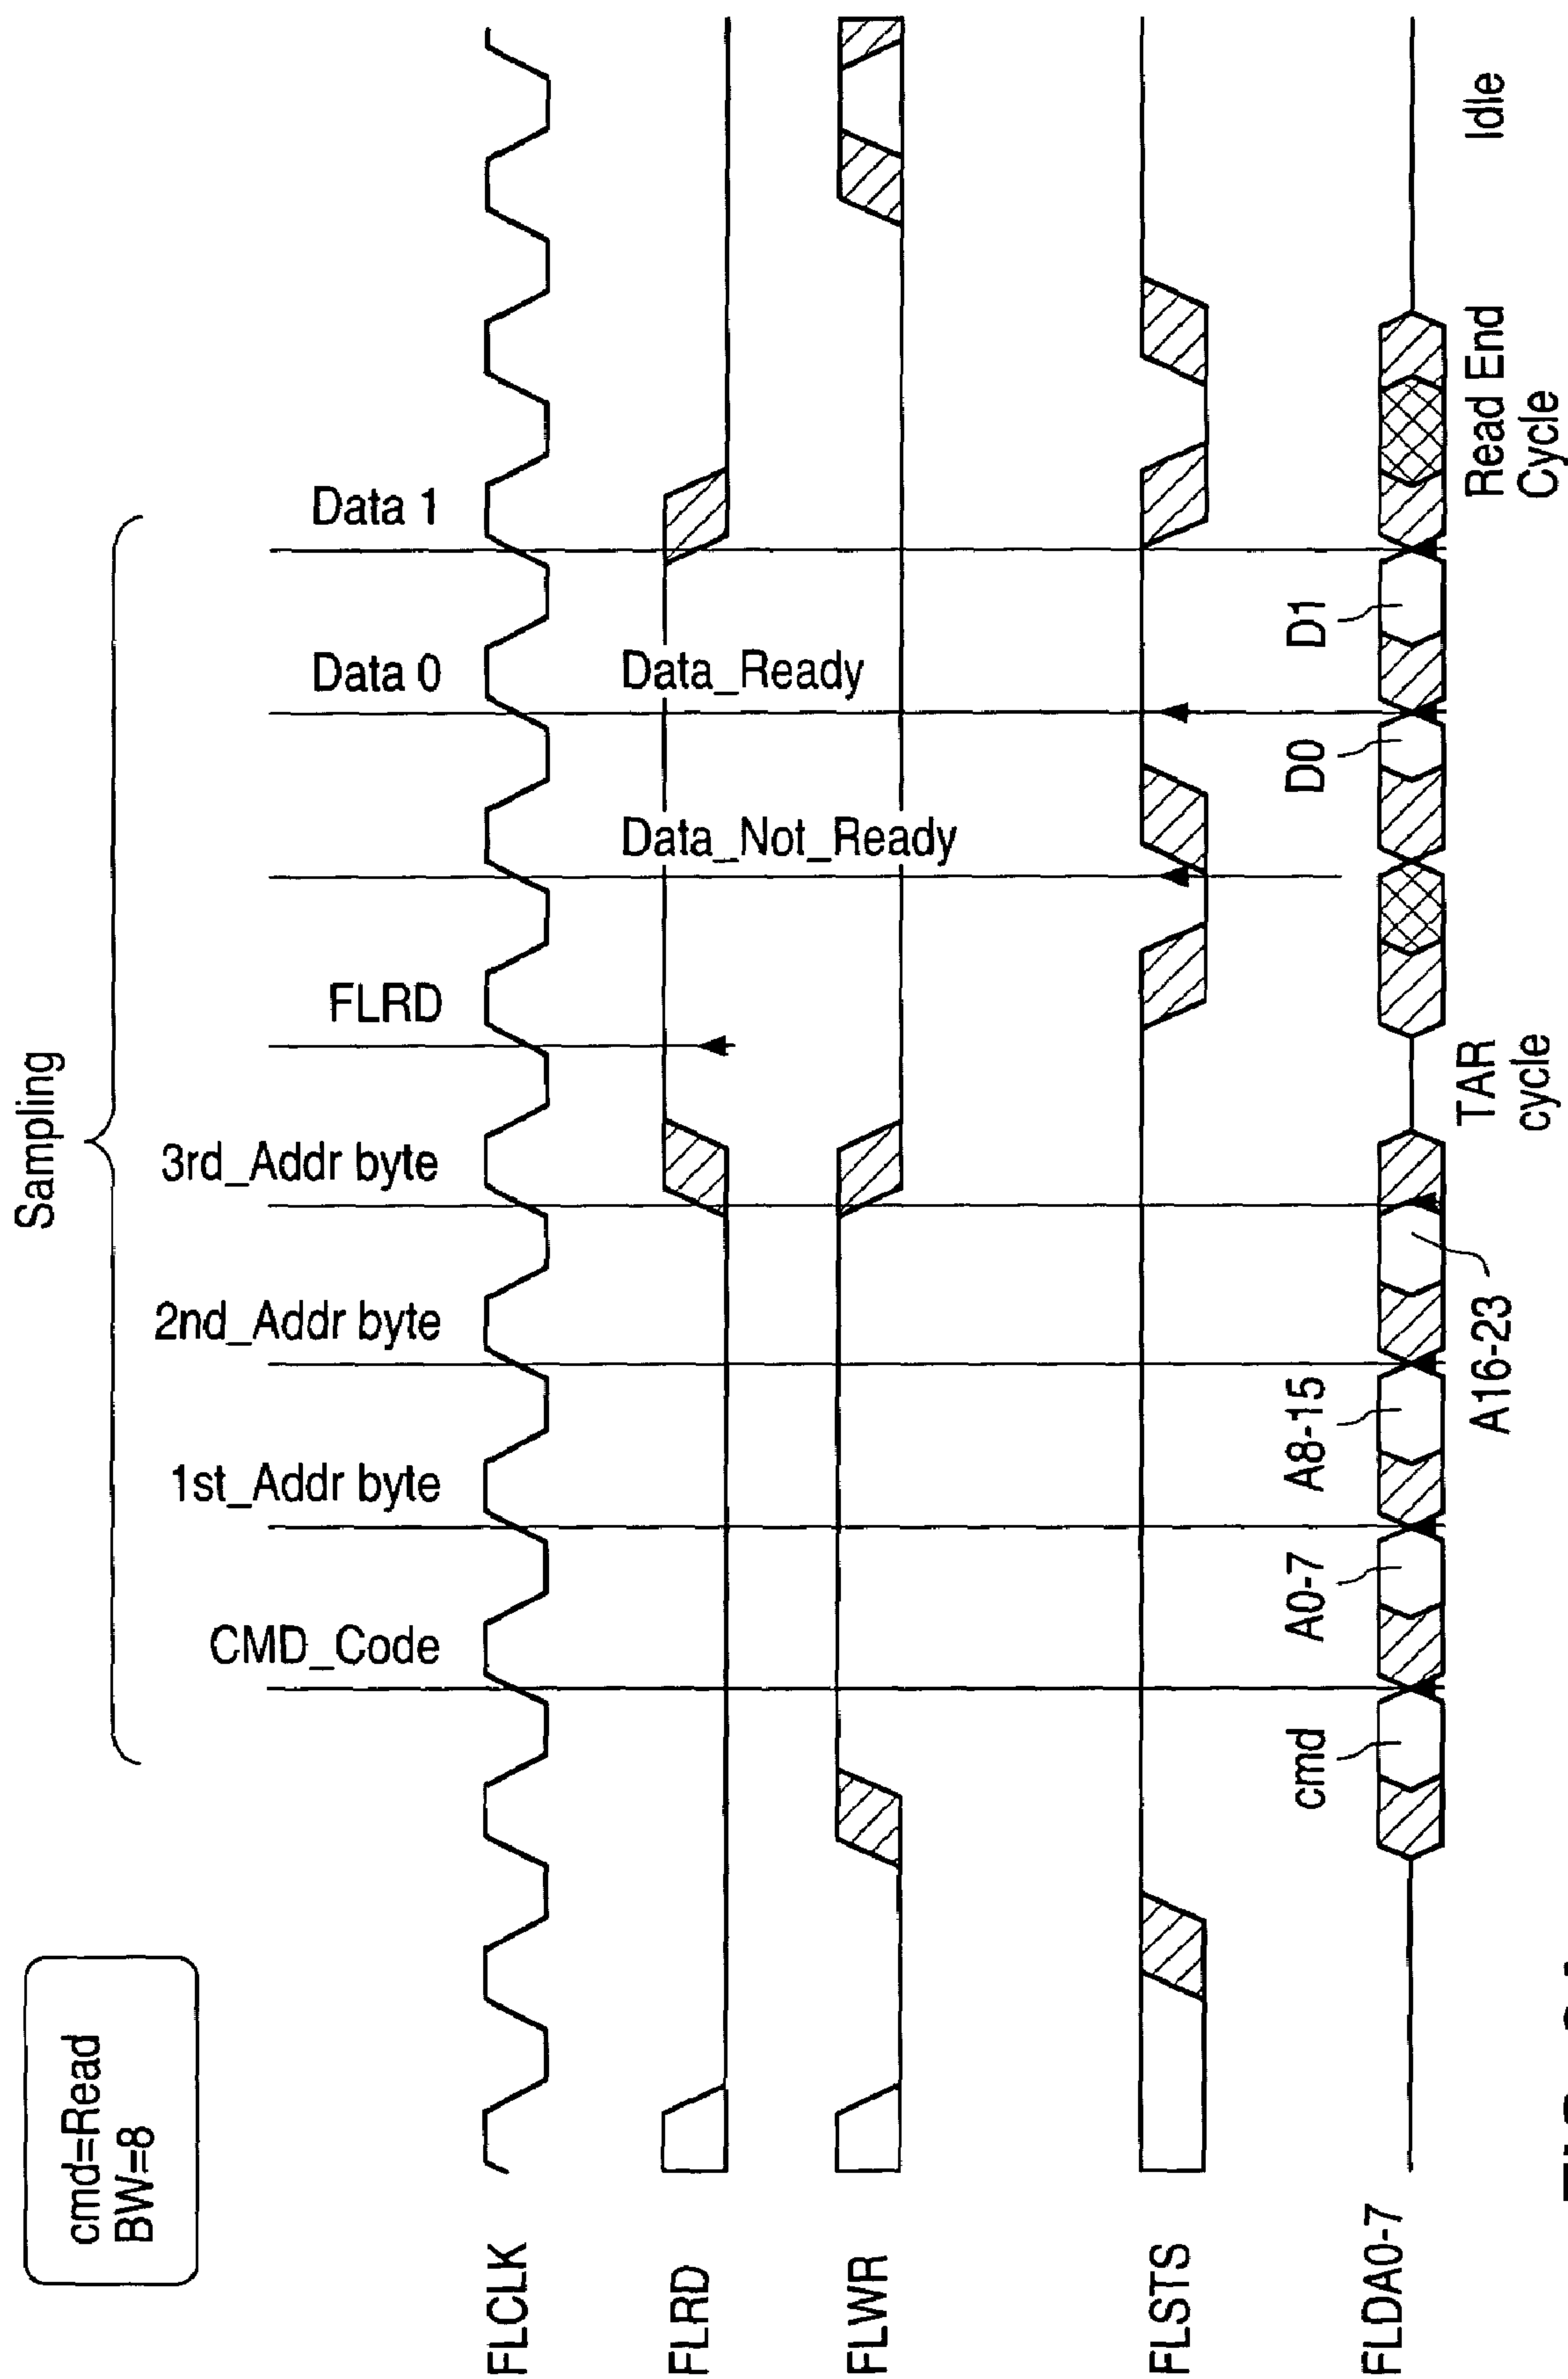 cmd=Read
BW=8
Sampling
CMD_Code
1st_Addr byte
2nd_Addr byte
3rd_Addr byte
FLRD
Data 0
Data 1
FLCLK
FLRD
Data_Not_Ready
Data_Ready
FLWR
FLSTS
cmd
A0-7
A8-15
D0
D1
FLDA0-7
A16-23
TAR
cycle
Read End
Cycle
Idle